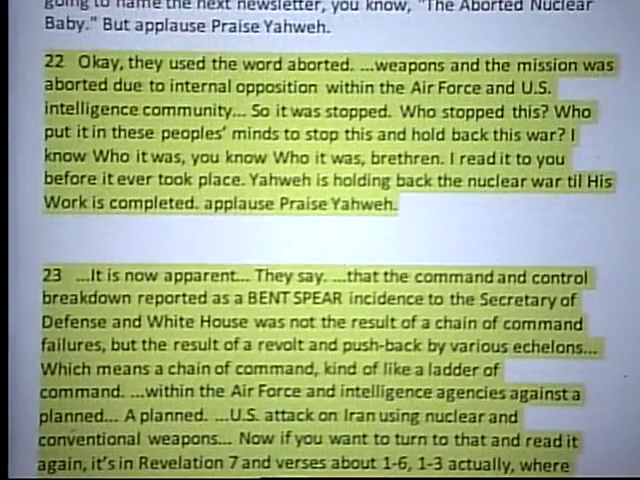 going to name the next newsletter, you know, "The Aborted Nuclear
Baby." But applause Praise Yahweh.
22 Okay, they used the word aborted. ...weapons and the mission was
aborted due to internal opposition within the Air Force and U.S.
intelligence community... So it was stopped. Who stopped this? Who
put it in these peoples' minds to stop this and hold back this war? I
know Who it was, you know Who it was, brethren. I read it to you
before it ever took place. Yahweh is holding back the nuclear war til His
Work is completed. applause Praise Yahweh.
23 ...It is now apparent... They say. ...that the command and control
breakdown reported as a BENT SPEAR incidence to the Secretary of
Defense and White House was not the result of a chain of command
failures, but the result of a revolt and push-back by various echelons...
Which means a chain of command, kind of like a ladder of
command. ...within the Air Force and intelligence agencies against a
planned... A planned. ...U.S. attack on Iran using nuclear and
conventional weapons... Now if you want to turn to that and read it
again, it's in Revelation 7 and verses about 1-6, 1-3 actually, where